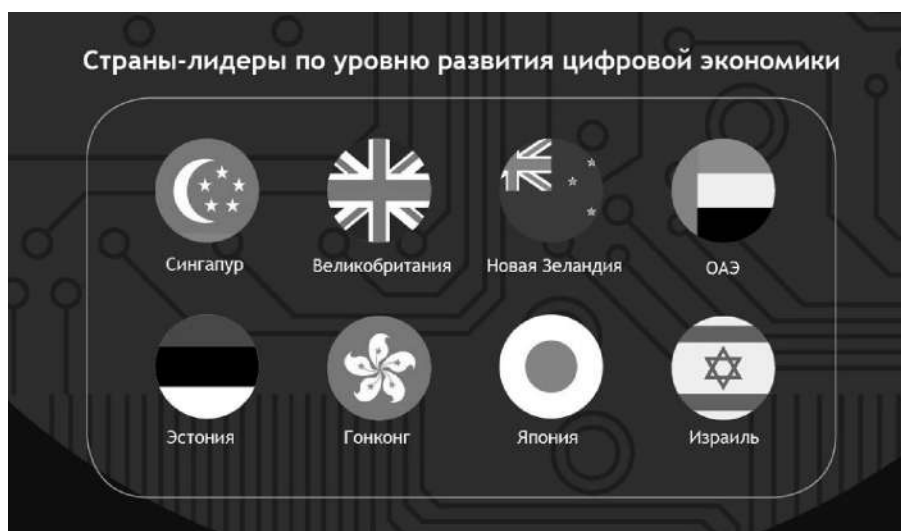 Страны-лидеры по уровню развития цифровой экономики
Сингапур
Великобритания
Новая Зеландия
ОАЭ
Эстония
Гонконг
Япония
Израиль